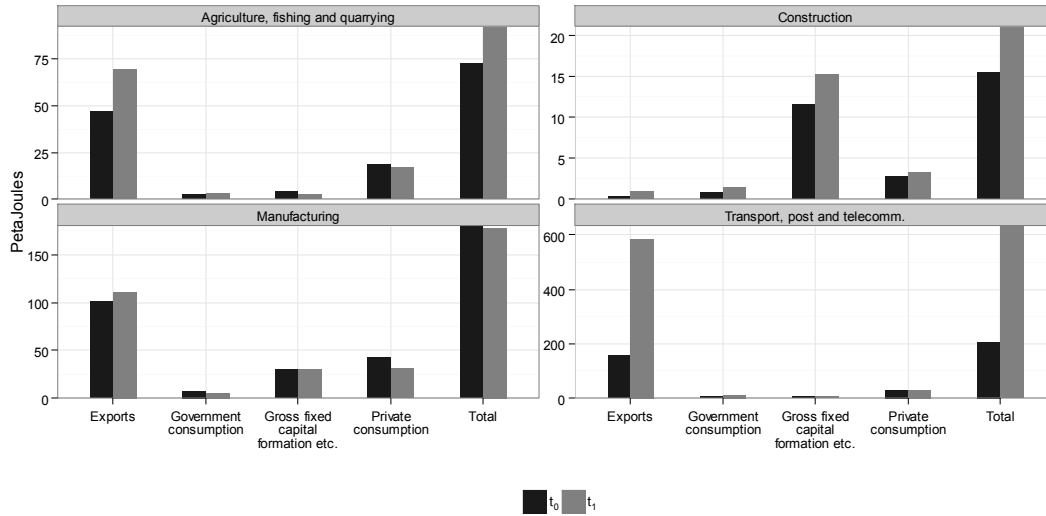 Agriculture, fishing and quarrying
Construction
75
50
25
0
20
15
10
5
0
PetaJoules
Manufacturing
Transport, post and telecomm.
150
100
50
0
600
400
200
0
Exports
Government
consumption
Gross fixed
capital
formation etc.
Private
consumption
Total
Exports
Government
consumption
Gross fixed
capital
formation etc.
Private
consumption
Total
t0 t1